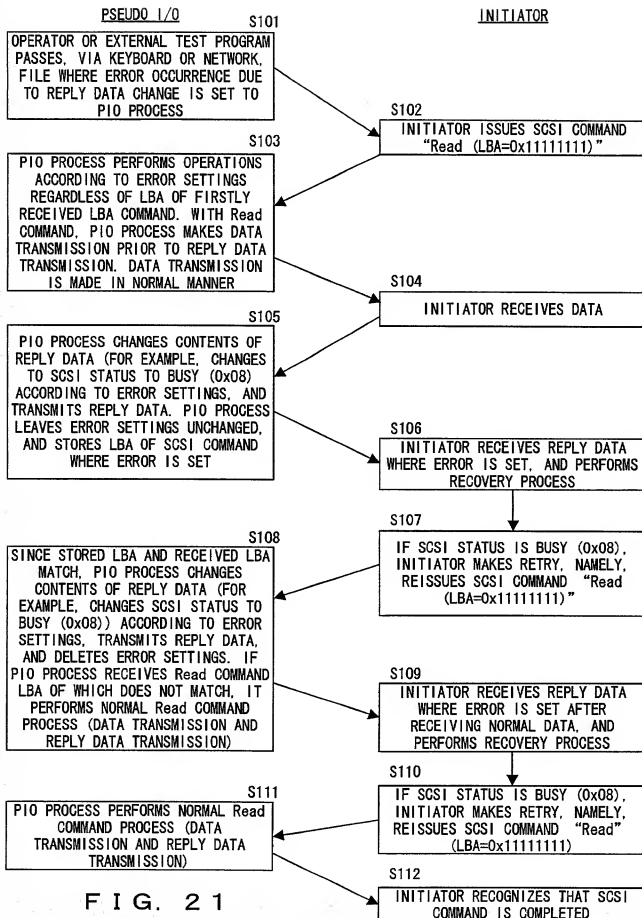 PSEUDO I/O
INITIATOR
S101
OPERATOR OR EXTERNAL TEST PROGRAM
PASSES, VIA KEYBOARD OR NETWORK,
FILE WHERE ERROR OCCURRENCE DUE
TO REPLY DATA CHANGE IS SET TO
PIO PROCESS
S102
INITIATOR ISSUES SCSI COMMAND
"Read (LBA=0x11111111)"
S103
PIO PROCESS PERFORMS OPERATIONS
ACCORDING TO ERROR SETTINGS
REGARDLESS OF LBA OF FIRSTLY
RECEIVED LBA COMMAND. WITH Read
COMMAND, PIO PROCESS MAKES DATA
TRANSMISSION PRIOR TO REPLY DATA
TRANSMISSION. DATA TRANSMISSION
IS MADE IN NORMAL MANNER
S104
INITIATOR RECEIVES DATA
S105
PIO PROCESS CHANGES CONTENTS OF
REPLY DATA (FOR EXAMPLE, CHANGES
TO SCSI STATUS TO BUSY (0x08)
ACCORDING TO ERROR SETTINGS, AND
TRANSMITS REPLY DATA. PIO PROCESS
LEAVES ERROR SETTINGS UNCHANGED,
AND STORES LBA OF SCSI COMMAND
WHERE ERROR IS SET
S106
INITIATOR RECEIVES REPLY DATA
WHERE ERROR IS SET, AND PERFORMS
RECOVERY PROCESS
S107
IF SCSI STATUS IS BUSY (0x08),
INITIATOR MAKES RETRY, NAMELY,
REISSUES SCSI COMMAND "Read
(LBA=0x11111111)"
S108
SINCE STORED LBA AND RECEIVED LBA
MATCH, PIO PROCESS CHANGES
CONTENTS OF REPLY DATA (FOR
EXAMPLE, CHANGES SCSI STATUS TO
BUSY (0x08)) ACCORDING TO ERROR
SETTINGS, TRANSMITS REPLY DATA,
AND DELETES ERROR SETTINGS. IF
PIO PROCESS RECEIVES Read COMMAND
LBA OF WHICH DOES NOT MATCH, IT
PERFORMS NORMAL Read COMMAND
PROCESS (DATA TRANSMISSION AND
REPLY DATA TRANSMISSION)
S109
INITIATOR RECEIVES REPLY DATA
WHERE ERROR IS SET AFTER
RECEIVING NORMAL DATA, AND
PERFORMS RECOVERY PROCESS
S110
IF SCSI STATUS IS BUSY (0x08),
INITIATOR MAKES RETRY, NAMELY,
REISSUES SCSI COMMAND "Read"
(LBA=0x11111111)
S111
PIO PROCESS PERFORMS NORMAL Read
COMMAND PROCESS (DATA
TRANSMISSION AND REPLY DATA
TRANSMISSION)
S112
INITIATOR RECOGNIZES THAT SCSI
COMMAND IS COMPLETED
FIG. 21